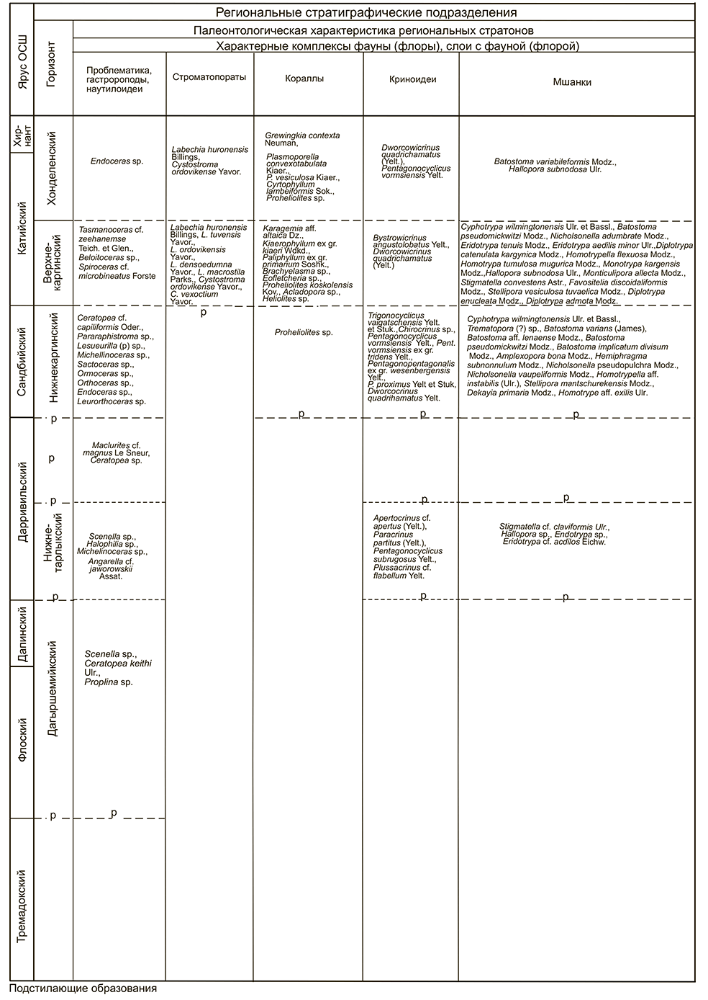 Региональные стратиграфические подразделения
Палеонтологическая характеристика региональных стратонов
Характерные комплексы фауны (флоры), слои с фауной (флорой)
Ярус ОСШ
Горизонт
Проблематика,
гастророподы,
наутилоидеи
Строматопораты
Кораллы
Криноидеи
Мшанки
Хир-
нант
Катийский
Хонделенский
Endoceras sp.
Labechia huronensis
Billings,
Cystostroma
ordovikense Yavor.
Grewingkia contexta
Neuman,
Plasmoporella
convexotabulata
Kiaer.,
P. vesiculosa Kiaer.,
Cyrtophyllum
lambeiformis Sok.,
Proheliolites sp.
Dworcowicrinus
quadrichamatus
(Yelt.),
Pentagonocyclicus
vormsiensis Yelt.
Batostoma variabileformis Modz.,
Hallopora subnodosa Ulr.
Верхне-
каргинский
Tasmanoceras cf.
zeehanemse
Teich. et Glen.,
Beloitoceras sp.,
Spiroceras cf.
microbineatus Forste
Labechia huronensis
Billings, L. tuvensis
Yavor.,
L. ordovikensis
Yavor.,
L. densoedumna
Yavor., L. macrostila
Parks., Cystostroma
ordovikense Yavor.,
C. vexoctium
Yavor.
Karagemia aff.
altaica Dz.,
Kiaerophyllum ex gr.
kiaeri Wdkd.,
Paliphyllum ex gr.
primarium Soshk.,
Brachyelasma sp.,
Eofletcheria sp.,
Proheliolites koskolensis
Kov., Acladopora sp.,
Heliolites sp.
Bystrowicrinus
angustolobatus Yelt.,
Dworcowicrinus
quadrichamatus
(Yelt.)
Cyphotrypa wilmingtonensis Ulr. et Bassl., Batostoma
pseudomickwitzi Modz., Nicholsonella adumbrate Modz.,
Eridotrypa tenuis Modz., Eridotrypa aedilis minor Ulr.,Diplotrypa
catenulata kargynica Modz., Homotrypella flexuosa Modz.,
Homotrypa tumulosa mugurica Modz., Monotrypa kargensis
Modz.,Hallopora subnodosa Ulr., Monticulipora allecta Modz.,
Stigmatella convestens Astr., Favositelia discoidaliformis
Modz., Stellipora vesiculosa tuvaelica Modz., Diplotrypa
enucleata Modz., Diplotrypa admota Modz.
Сандбийский
Нижнекаргинский
Ceratopea cf.
capiliformis Oder.,
Pararaphistroma sp.,
Lesueurilla (p) sp.,
Michellinoceras sp.,
Sactoceras sp.,
Ormoceras sp.,
Orthoceras sp.,
Endoceras sp.,
Leurorthoceras sp.
р
Proheliolites sp.
Trigonocyclicus
vaigatschensis Yelt.
et Stuk.,Chirocrinus sp.,
Pentagonocyclicus
vormsiensis Yelt., Pent.
vormsiensis ex gr.
tridens Yelt.,
Pentagonopentagonalis
ex gr. wesenbergensis
Yelt.,
P. proximus Yelt et Stuk,
Dworcocrinus
quadrihamatus Yelt.
Cyphotrypa wilmingtonensis Ulr. et Bassl.,
Trematopora (?) sp., Batostoma varians (James),
Batostoma aff. lenaense Modz., Batostoma
pseudomickwitzi Modz., Batostoma implicatum divisum
Modz., Amplexopora bona Modz., Hemiphragma
subnonnulum Modz., Nicholsonella pseudopulchra Modz.,
Nicholsonella vaupeliformis Modz., Homotrypella aff.
instabilis (Ulr.), Stellipora mantschurekensis Modz.,
Dekayia primaria Modz., Homotrype aff. exilis Ulr.
р
р
р
р
Дарривильский
р
Maclurites cf.
magnus Le Sneur,
Ceratopea sp.
р
р
р
Нижне-
тарлыкский
Scenella sp.,
Halophilia sp.,
Michelinoceras sp.,
Angarella cf.
jaworowskii
Assat.
Apertocrinus cf.
apertus (Yelt.),
Paracrinus
partitus (Yelt.),
Pentagonocyclicus
subrugosus Yelt.,
Plussacrinus cf.
flabellum Yelt.
Stigmatella cf. claviformis Ulr.,
Hallopora sp., Endotrypa sp.,
Eridotrypa cf. acdilos Eichw.
р
р
р
Дапинский
Флоский
Дагыршемийкский
Scenella sp.,
Ceratopea keithi
Ulr.,
Proplina sp.
р
р
Тремадокский
Подстилающие образования